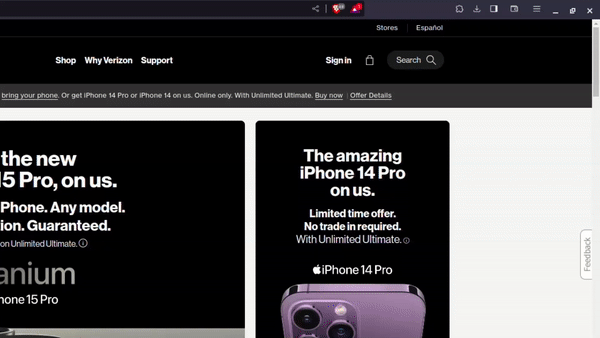 Stores Español
Shop Why Verizon Support Sign in Search
bring your phone. Or get iPhone 14 Pro or iPhone 14 on us. Online only. With Unlimited Ultimate. Buy now Offer Details
the new
15 Pro, on us.
iPhone. Any model.
ion. Guaranteed.
on Unlimited Ultimate.
anium
hone 15 Pro
The amazing
iPhone 14 Pro
on us.
Limited time offer.
No trade in required.
With Unlimited Ultimate.
iPhone 14 Pro
Feedback